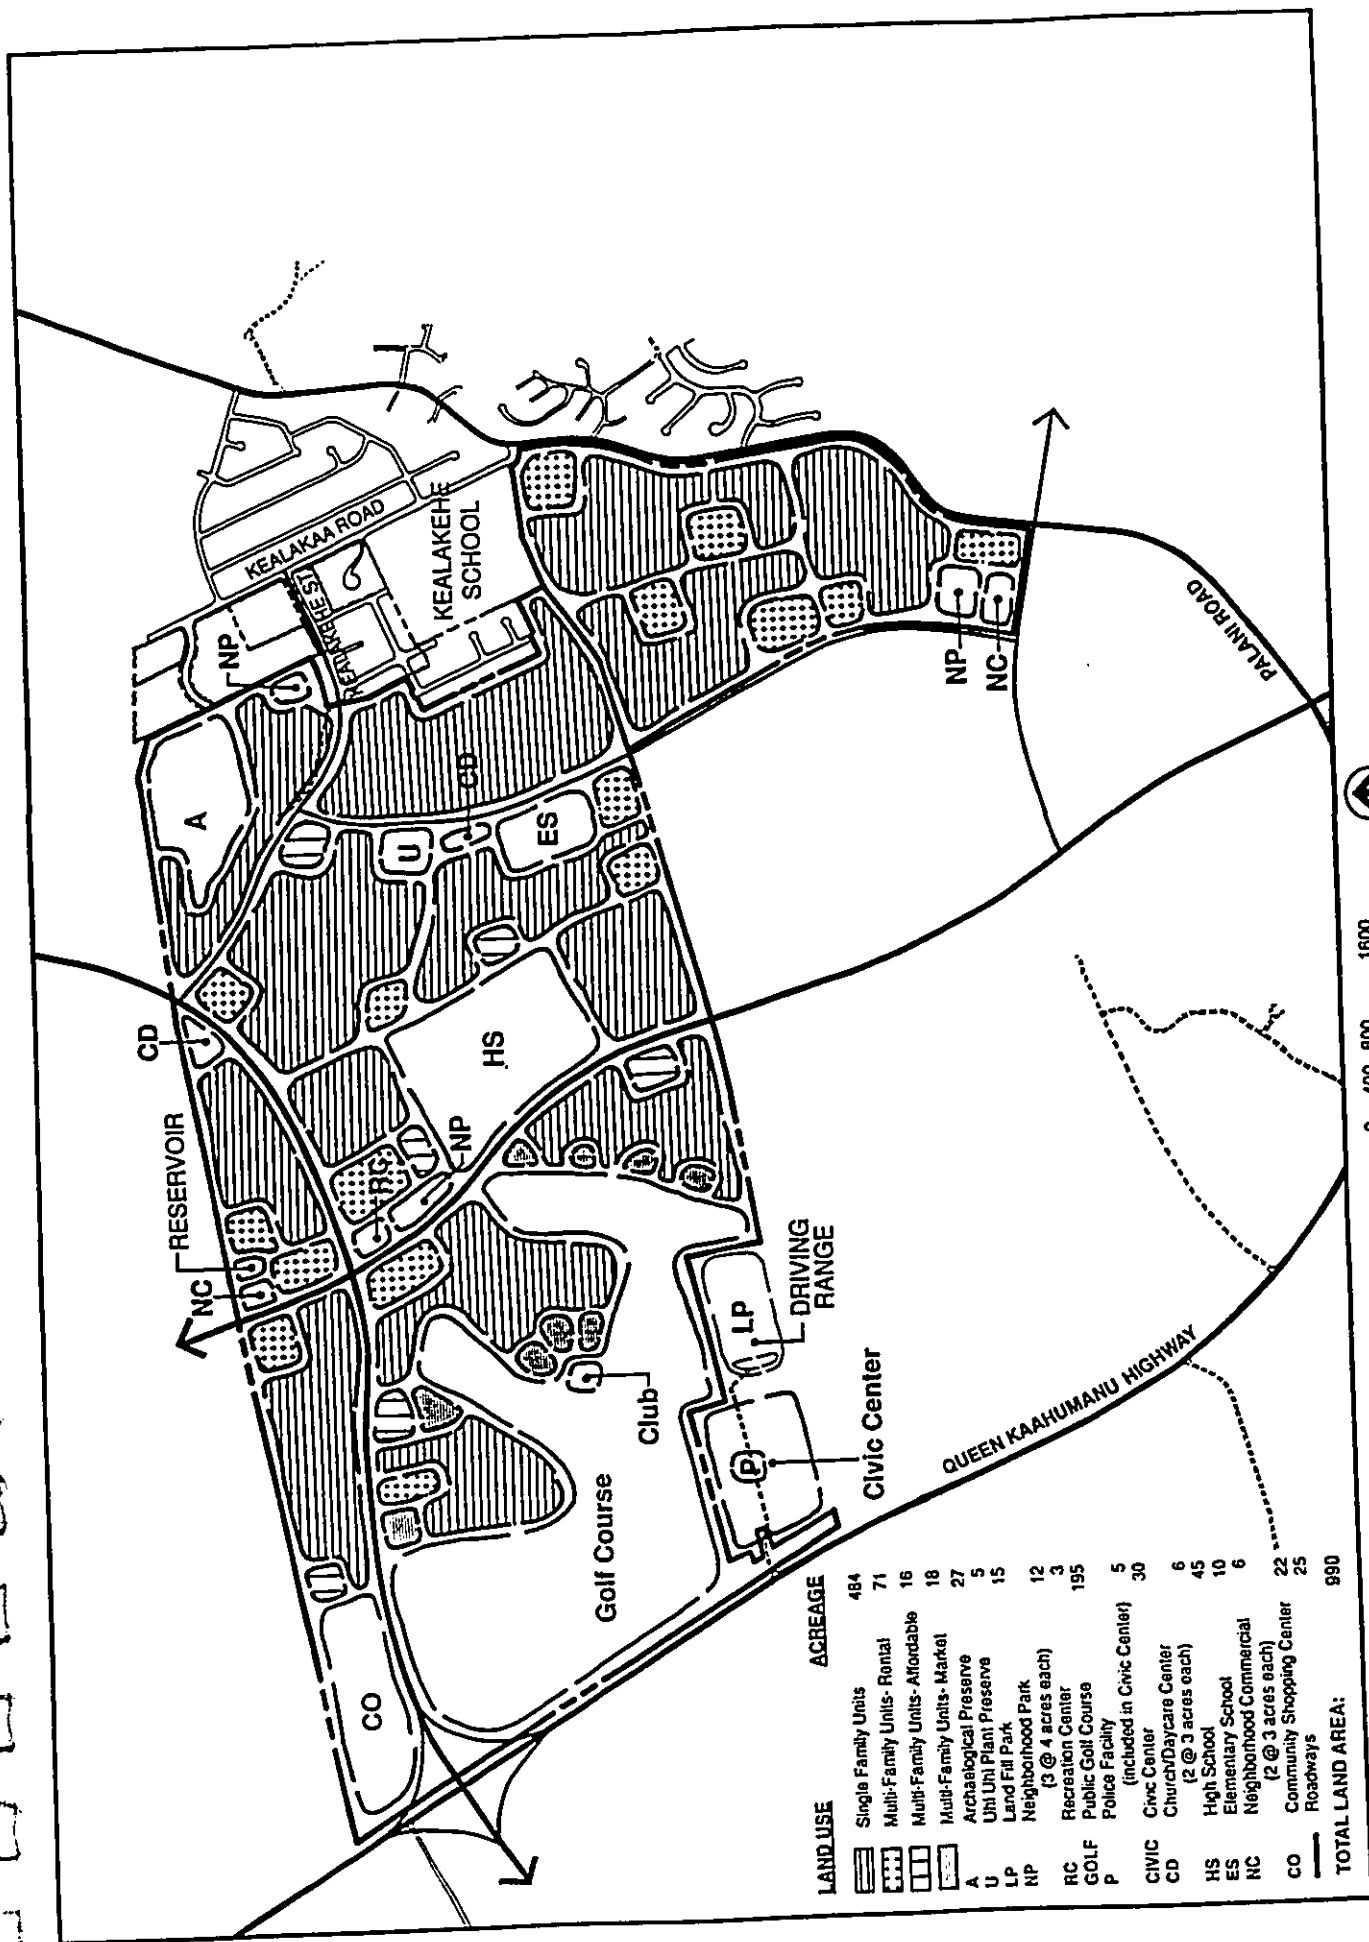 KEALAKAA ROAD
KEALAKEHE ST
KEALAKEHE
SCHOOL
NP
A
U
CD
ES
CD
RESERVOIR
NC
HS
RC
NP
NP
NC
PALANI ROAD
LP
DRIVING
RANGE
Club
P
Civic Center
Golf Course
CO
QUEEN KAAHUMANU HIGHWAY
0 400 800 1600
LAND USE ACREAGE
Single Family Units 484
Multi-Family Units- Rental 71
Multi-Family Units- Affordable 16
Multi-Family Units- Market 18
A Archaelogical Preserve 27
U Uhi Uhi Plant Preserve 5
LP Land Fill Park 15
NP Neighborhood Park 12
(3 @ 4 acres each)
RC Recreation Center 3
GOLF Public Golf Course 195
P Police Facility 5
(included in Civic Center)
CIVIC Civic Center 30
CD Church/Daycare Center 6
(2 @ 3 acres each)
HS High School 45
ES Elementary School 10
NC Neighborhood Commercial 6
(2 @ 3 acres each)
CO Community Shopping Center 22
Roadways 25
TOTAL LAND AREA: 990